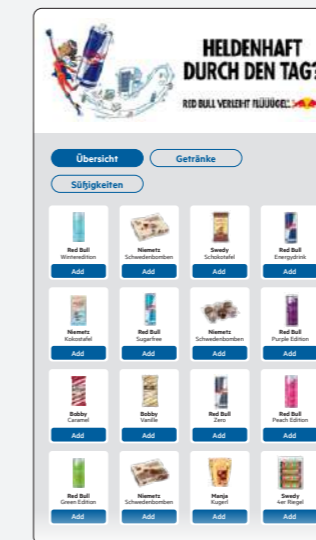 HELDENHAFT
DURCH DEN TAG?
RED BULL VERLEIHT FLÜÜÜGEL.
Übersicht
Getränke
Süßigkeiten
Red Bull
Winteredition
Add
Niemetz
Schwedenbomben
Add
Swedy
Schokotafel
Add
Red Bull
Energydrink
Add
Niemetz
Kokostafel
Add
Red Bull
Sugarfree
Add
Niemetz
Schwedenbomben
Add
Red Bull
Purple Edition
Add
Bobby
Caramel
Add
Bobby
Vanille
Add
Red Bull
Zero
Add
Red Bull
Peach Edition
Add
Red Bull
Green Edition
Add
Niemetz
Schwedenbomben
Add
Manja
Kugerl
Add
Swedy
4er Riegel
Add